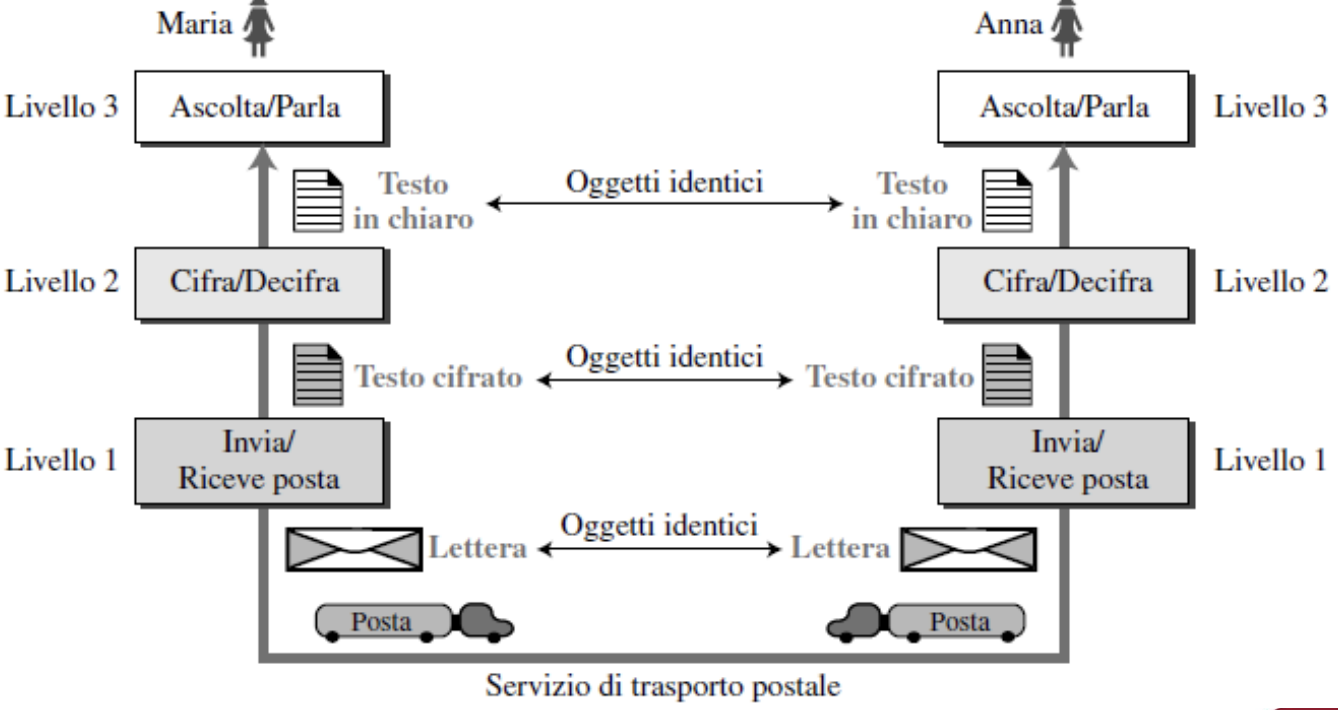 Maria
Anna
Livello 3
Ascolta/Parla
Ascolta/Parla
Livello 3
Testo
in chiaro
Oggetti identici
Testo
in chiaro
Livello 2
Cifra/Decifra
Cifra/Decifra
Livello 2
Testo cifrato
Oggetti identici
Testo cifrato
Livello 1
Invia/
Riceve posta
Invia/
Riceve posta
Livello 1
Lettera
Oggetti identici
Lettera
Posta
Posta
Servizio di trasporto postale